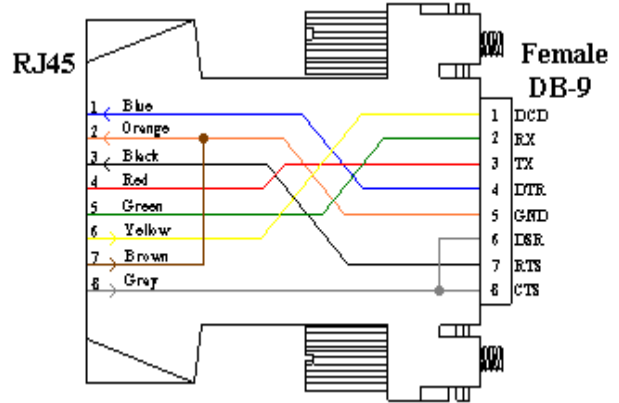 RJ45
Female
DB-9
1 Blue
2 Orange
3 Black
4 Red
5 Green
6 Yellow
7 Brown
8 Grey
1 DCD
2 RX
3 TX
4 DTR
5 GND
6 DSR
7 RTS
8 CTS